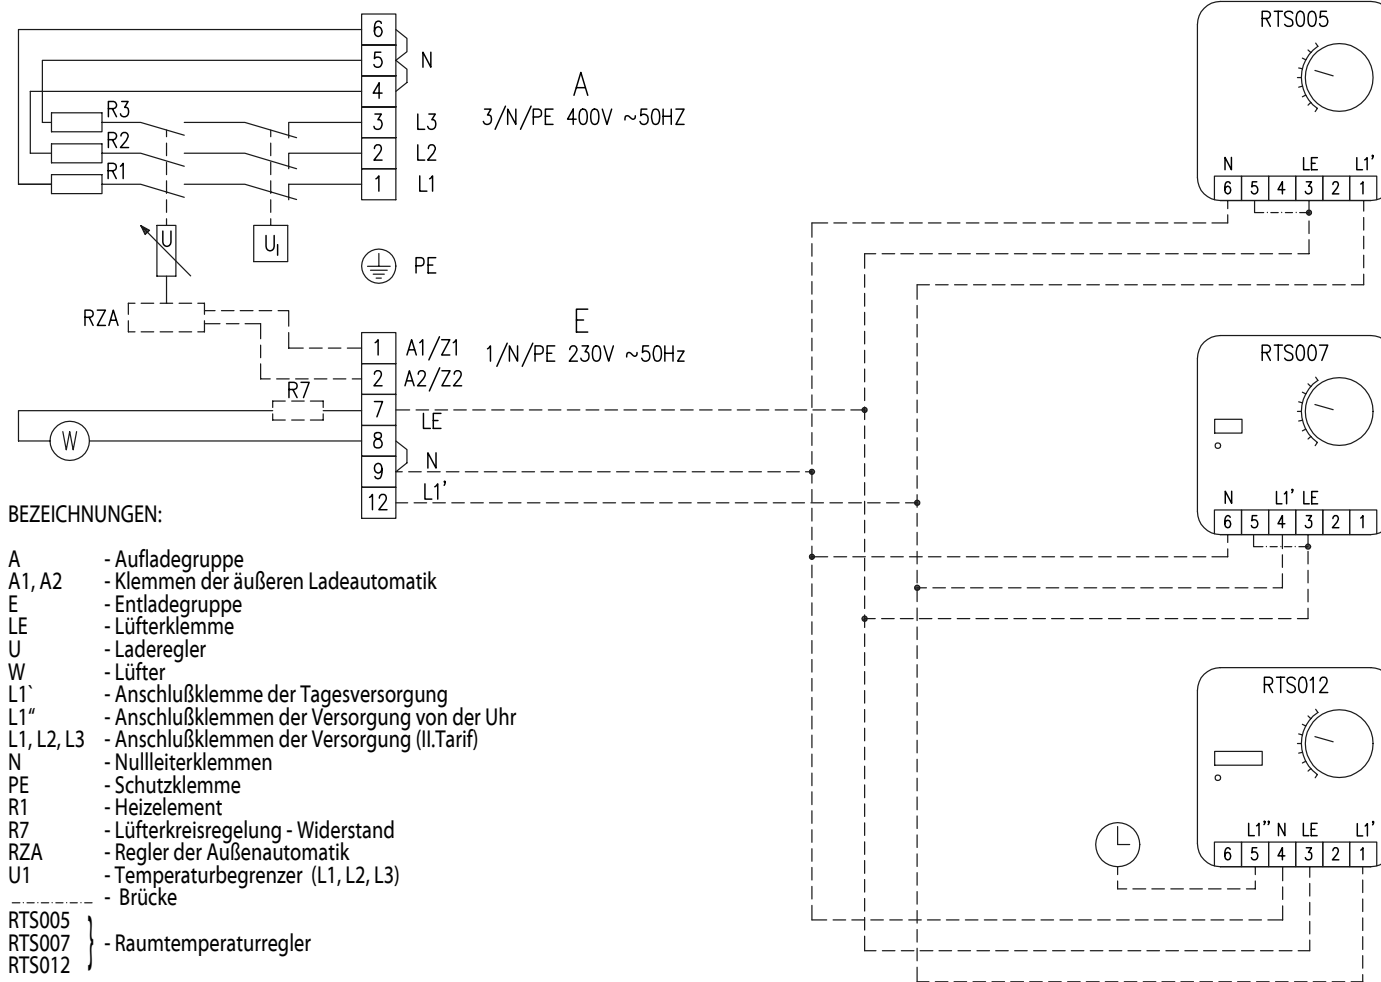 6
5 N
4
R3
3 L3
R2
2 L2
R1
1 L1
A
3/N/PE 400V ~50HZ
U
U1
PE
RZA
E
1/N/PE 230V ~50Hz
1 A1/Z1
2 A2/Z2
R7
7 LE
W
8
9 N
12 L1'
BEZEICHNUNGEN:
A - Aufladegruppe
A1, A2 - Klemmen der äußeren Ladeautomatik
E - Entladegruppe
LE - Lüfterklemme
U - Laderegler
W - Lüfter
L1` - Anschlußklemme der Tagesversorgung
L1“ - Anschlußklemmen der Versorgung von der Uhr
L1, L2, L3 - Anschlußklemmen der Versorgung (II.Tarif)
N - Nullleiterklemmen
PE - Schutzklemme
R1 - Heizelement
R7 - Lüfterkreisregelung - Widerstand
RZA - Regler der Außenautomatik
U1 - Temperaturbegrenzer (L1, L2, L3)
- Brücke
RTS005
RTS007 - Raumtemperaturregler
RTS012
RTS005
N LE L1'
6 5 4 3 2 1
RTS007
N L1' LE
6 5 4 3 2 1
RTS012
L1'' N LE L1'
6 5 4 3 2 1